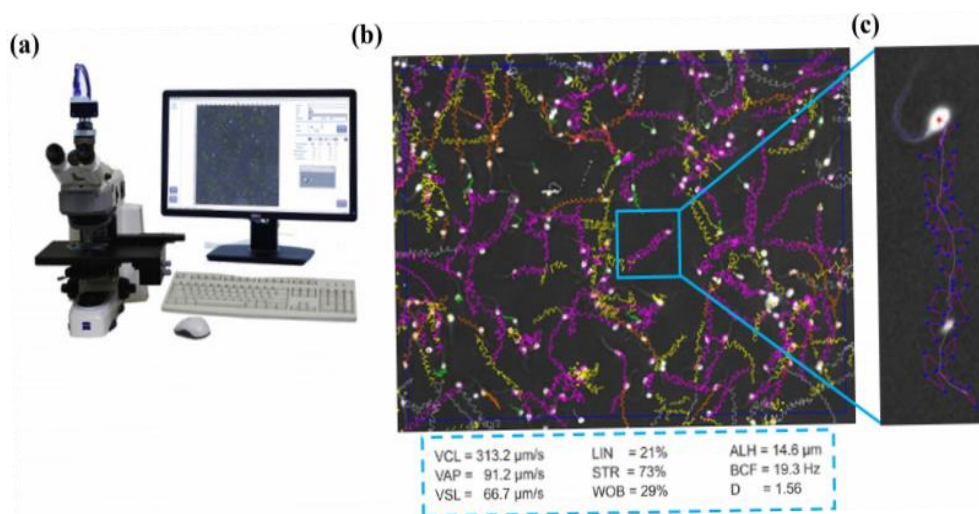 (a)
(b)
(c)
VCL = 313.2 µm/s LIN = 21% ALH = 14.6 µm
VAP = 91.2 µm/s STR = 73% BCF = 19.3 Hz
VSL = 66.7 µm/s WOB = 29% D = 1.56